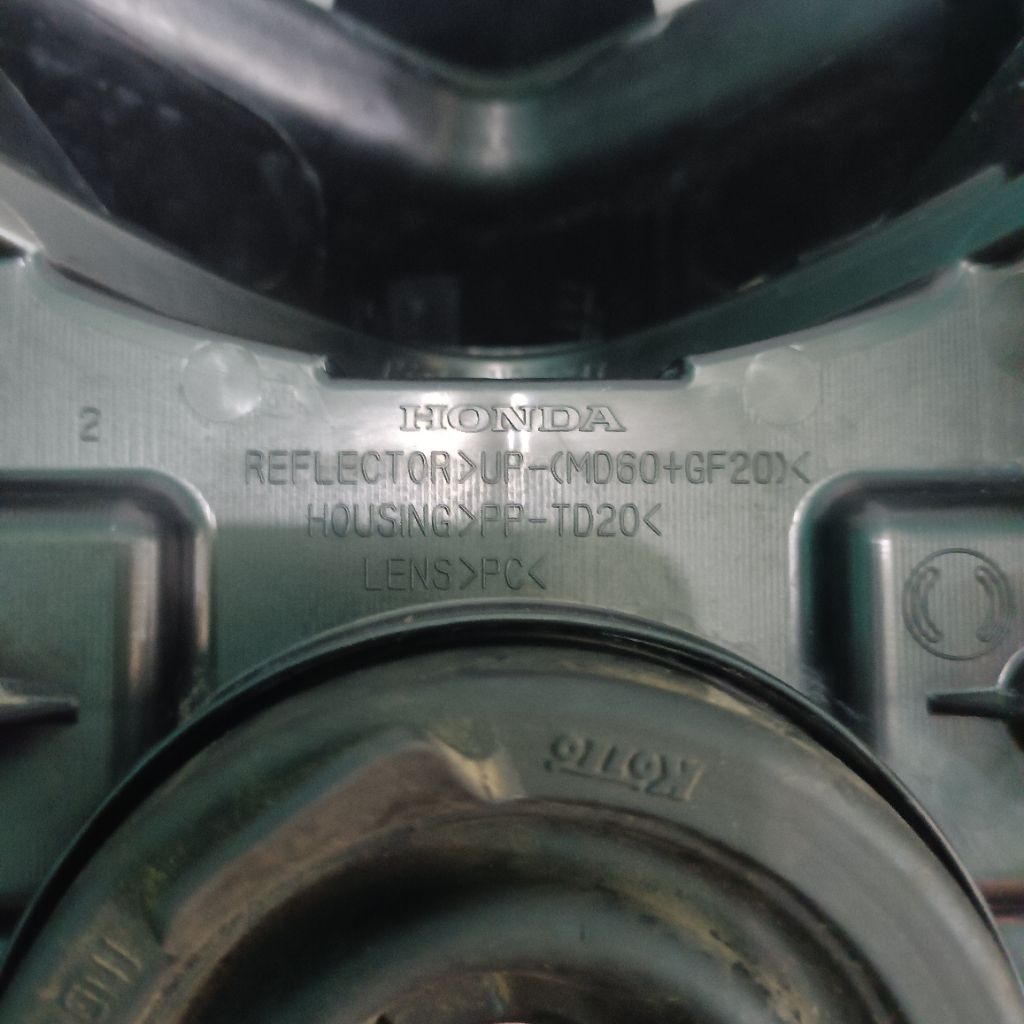 HONDA
2
REFLECTOR>UP-(MD60+GF20)<
HOUSING>PP-TD20<
LENS>PC<
KOITO